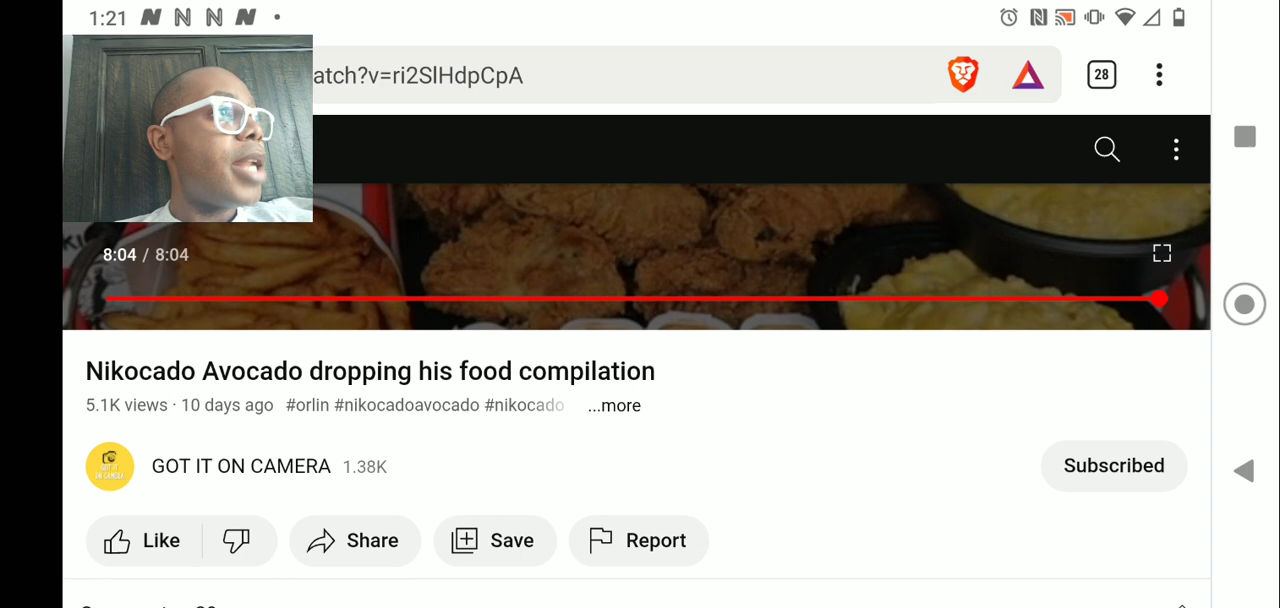 1:21
28
atch?v=ri2SlHdpCpA
8:04 / 8:04
Nikocado Avocado dropping his food compilation
5.1K views · 10 days ago #orlin #nikocadoavocado #nikocado ...more
GOT IT ON CAMERA 1.38K
Subscribed
Like
Share
Save
Report